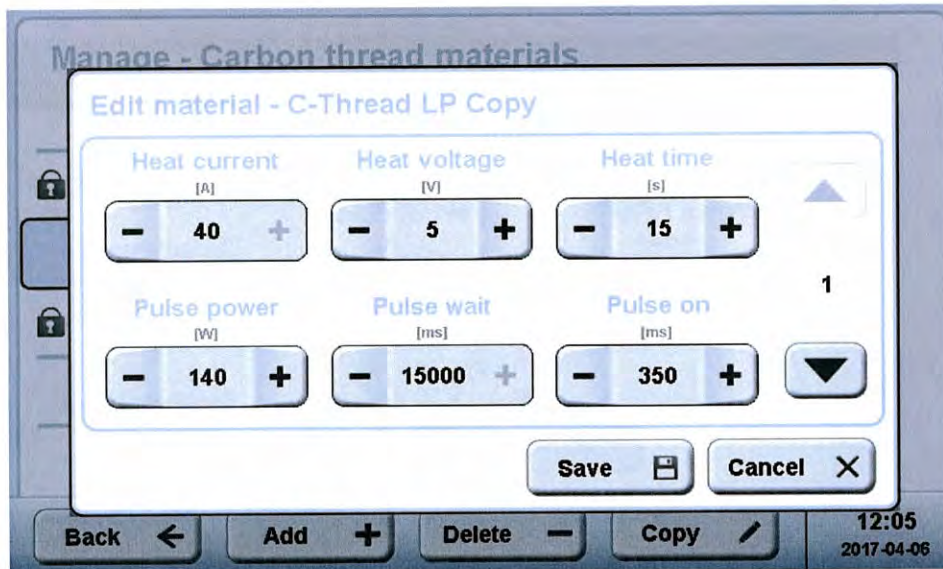 Manage - Carbon thread materials
Edit material - C-Thread LP Copy
Heat current Heat voltage Heat time
[A] [V] [s]
- 40 + - 5 + - 15 +
1
Pulse power Pulse wait Pulse on
[W] [ms] [ms]
- 140 + - 15000 + - 350 +
Save Cancel
Back Add + Delete - Copy
12:05
2017-04-06